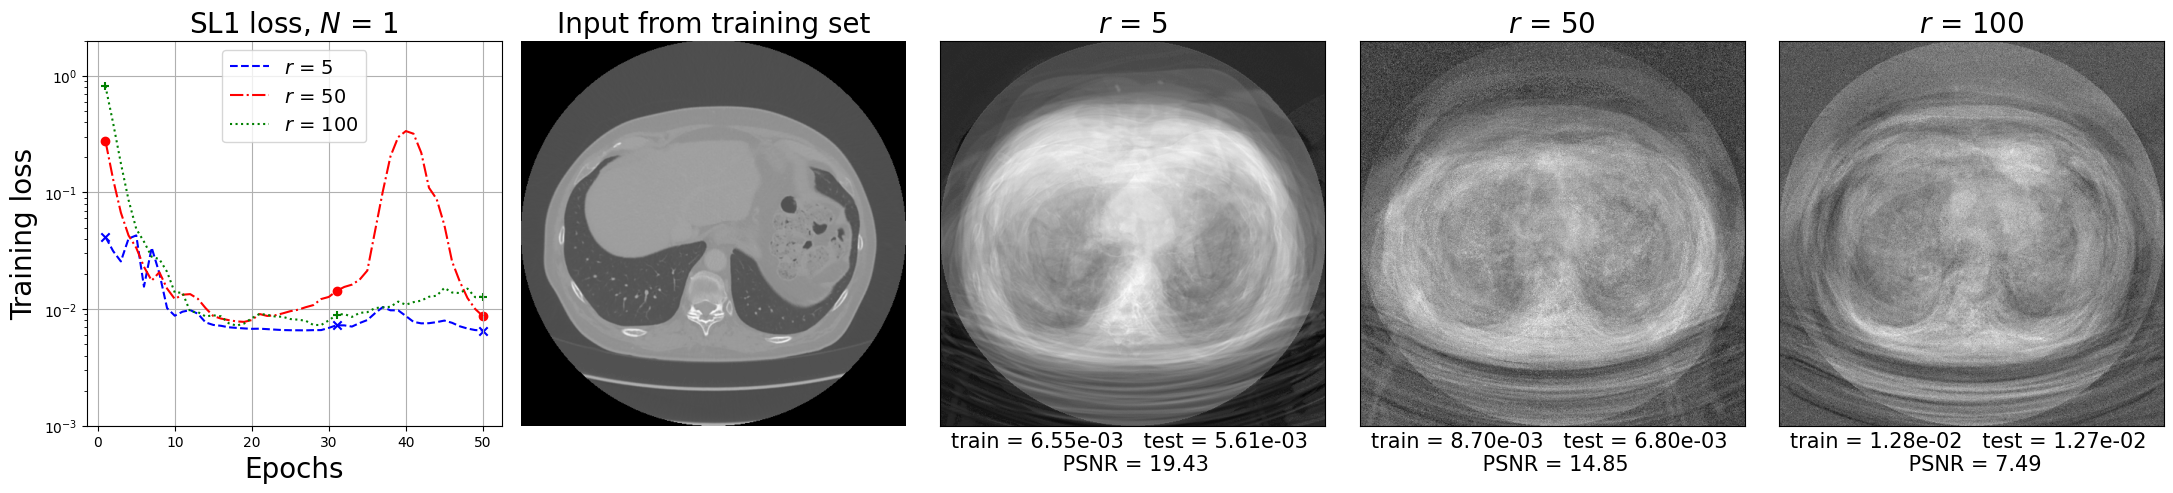 SL1 loss, N = 1
Training loss
10⁰
10⁻¹
10⁻²
10⁻³
r = 5
r = 50
r = 100
0 10 20 30 40 50
Epochs
Input from training set
r = 5
train = 6.55e-03 test = 5.61e-03
PSNR = 19.43
r = 50
train = 8.70e-03 test = 6.80e-03
PSNR = 14.85
r = 100
train = 1.28e-02 test = 1.27e-02
PSNR = 7.49